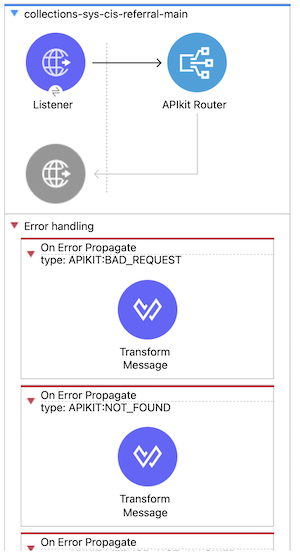 collections-sys-cis-referral-main
Listener
APIkit Router
Error handling
On Error Propagate
type: APIKIT:BAD_REQUEST
Transform
Message
On Error Propagate
type: APIKIT:NOT_FOUND
Transform
Message
On Error Propagate